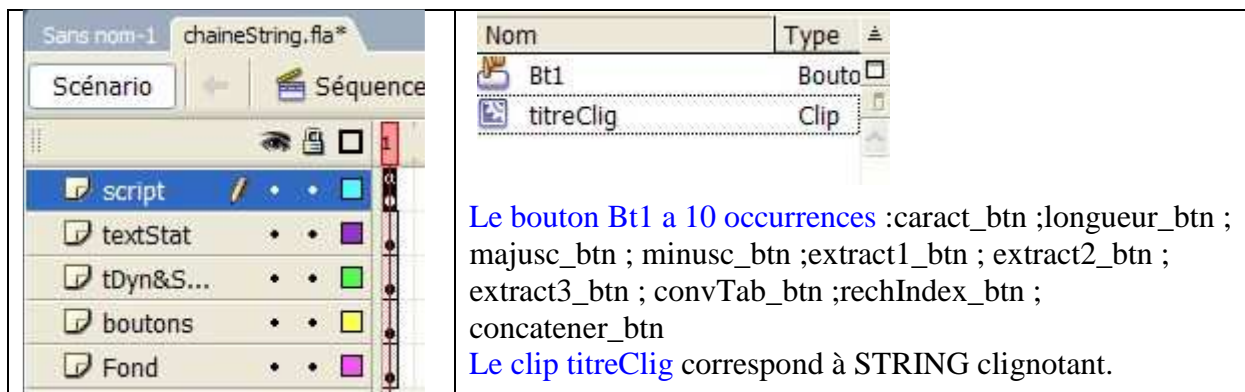 Sans nom-1 chaineString.fla*
Scénario Séquence
1
script
textStat
tDyn&S...
boutons
Fond
Nom Type
Bt1 Bouto
titreClig Clip
Le bouton Bt1 a 10 occurrences :caract_btn ;longueur_btn ;
majusc_btn ; minusc_btn ;extract1_btn ; extract2_btn ;
extract3_btn ; convTab_btn ;rechIndex_btn ;
concatener_btn
Le clip titreClig correspond à STRING clignotant.